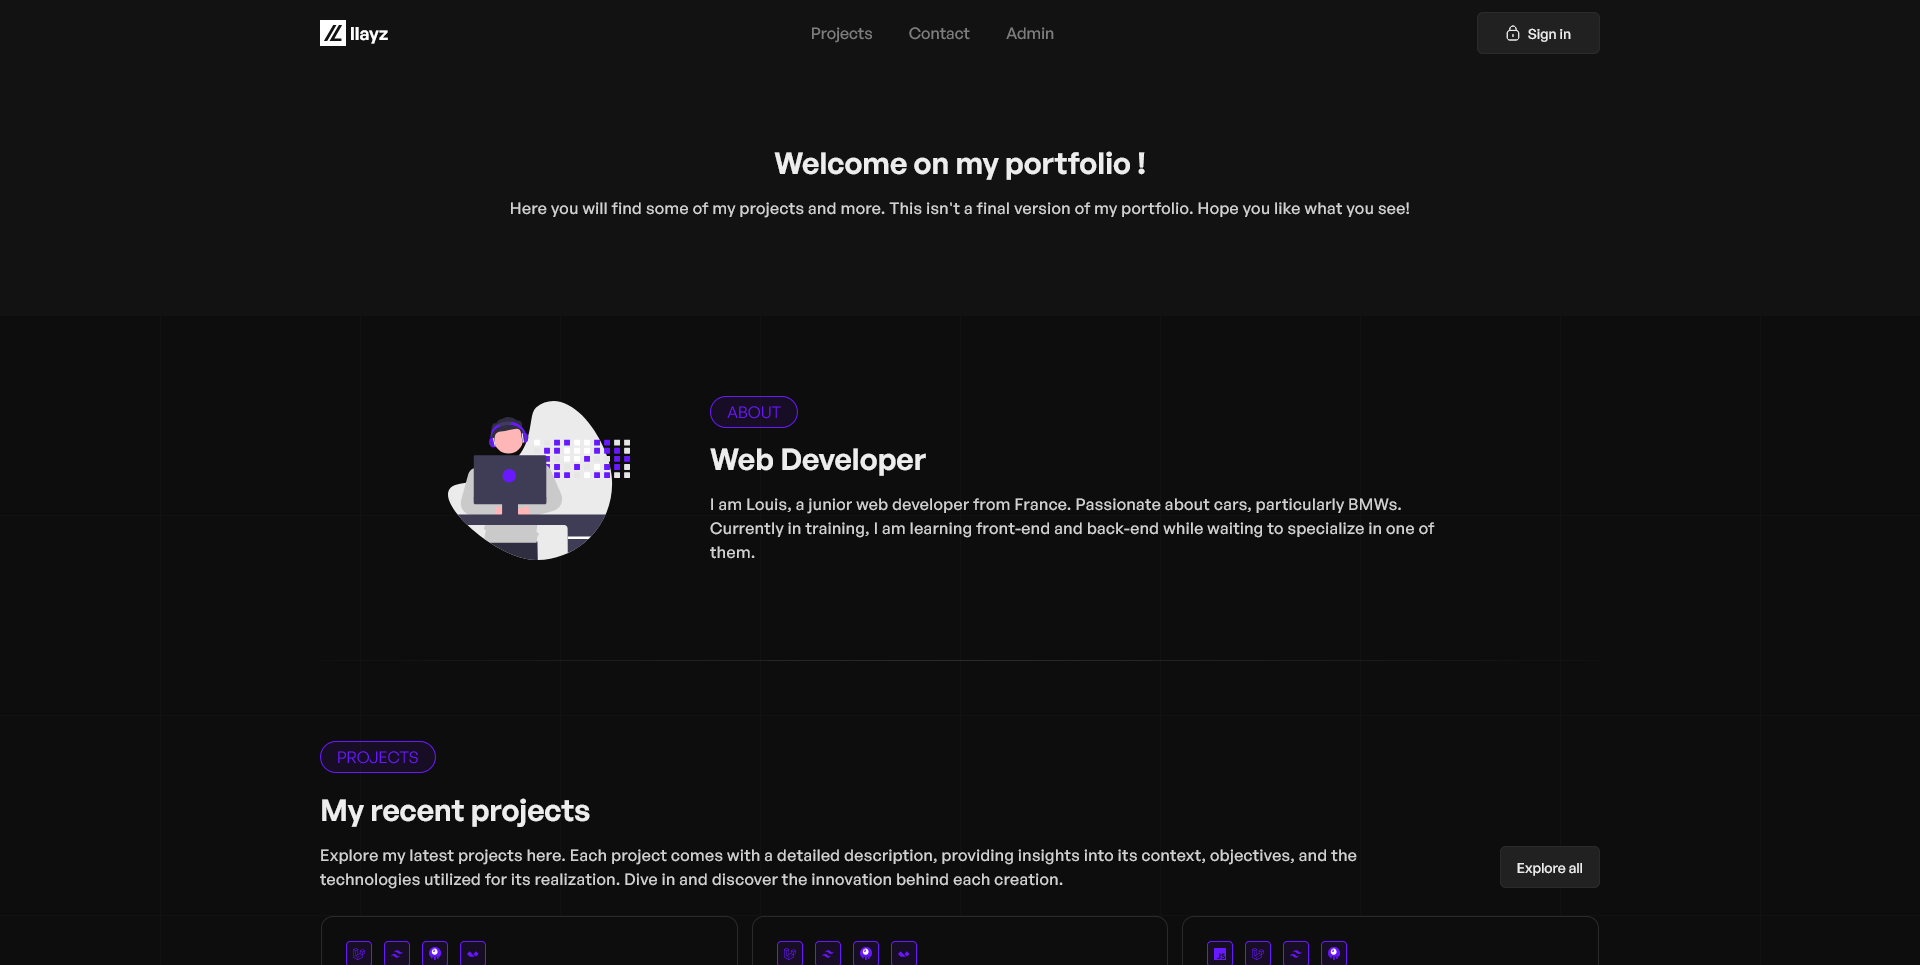 llayz
Projects
Contact
Admin
Sign in
Welcome on my portfolio !
Here you will find some of my projects and more. This isn't a final version of my portfolio. Hope you like what you see!
ABOUT
Web Developer
I am Louis, a junior web developer from France. Passionate about cars, particularly BMWs.
Currently in training, I am learning front-end and back-end while waiting to specialize in one of
them.
PROJECTS
My recent projects
Explore my latest projects here. Each project comes with a detailed description, providing insights into its context, objectives, and the
technologies utilized for its realization. Dive in and discover the innovation behind each creation.
Explore all